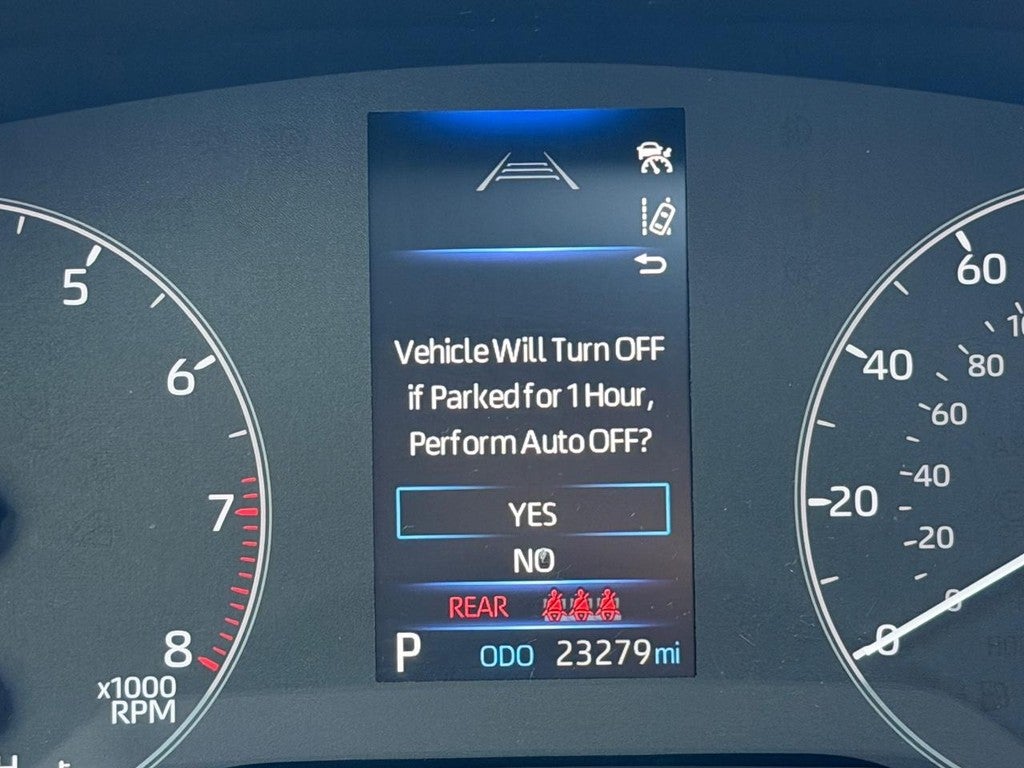 Vehicle Will Turn OFF
if Parked for 1 Hour,
Perform Auto OFF?
YES
NO
REAR
P ODO 23279 mi
5
6
7
8
x1000
RPM
60
40
20
0
80
60
40
20
0